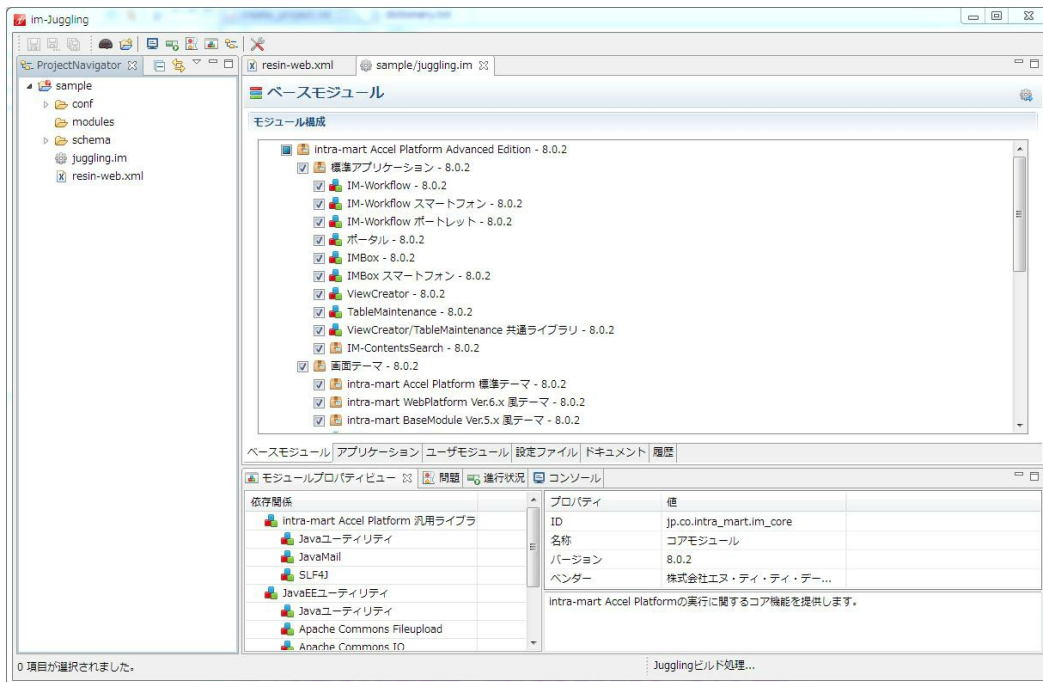 im-Juggling
ProjectNavigator
sample
conf
modules
schema
juggling.im
resin-web.xml
resin-web.xml
sample/juggling.im
ベースモジュール
モジュール構成
intra-mart Accel Platform Advanced Edition - 8.0.2
標準アプリケーション - 8.0.2
IM-Workflow - 8.0.2
IM-Workflow スマートフォン - 8.0.2
IM-Workflow ポートレット - 8.0.2
ポータル - 8.0.2
IMBox - 8.0.2
IMBox スマートフォン - 8.0.2
ViewCreator - 8.0.2
TableMaintenance - 8.0.2
ViewCreator/TableMaintenance 共通ライブラリ - 8.0.2
IM-ContentsSearch - 8.0.2
画面テーマ - 8.0.2
intra-mart Accel Platform 標準テーマ - 8.0.2
intra-mart WebPlatform Ver.6.x 風テーマ - 8.0.2
intra-mart BaseModule Ver.5.x 風テーマ - 8.0.2
ベースモジュール アプリケーション ユーザモジュール 設定ファイル ドキュメント 履歴
モジュールプロパティビュー 問題 進行状況 コンソール
依存関係
intra-mart Accel Platform 汎用ライブラ
Javaユーティリティ
JavaMail
SLF4J
JavaEEユーティリティ
Javaユーティリティ
Apache Commons Fileupload
Apache Commons IO
プロパティ 値
ID jp.co.intra_mart.im_core
名称 コアモジュール
バージョン 8.0.2
ベンダー 株式会社エヌ・ティ・ティ・デー...
intra-mart Accel Platformの実行に関するコア機能を提供します。
0 項目が選択されました。
Jugglingビルド処理...